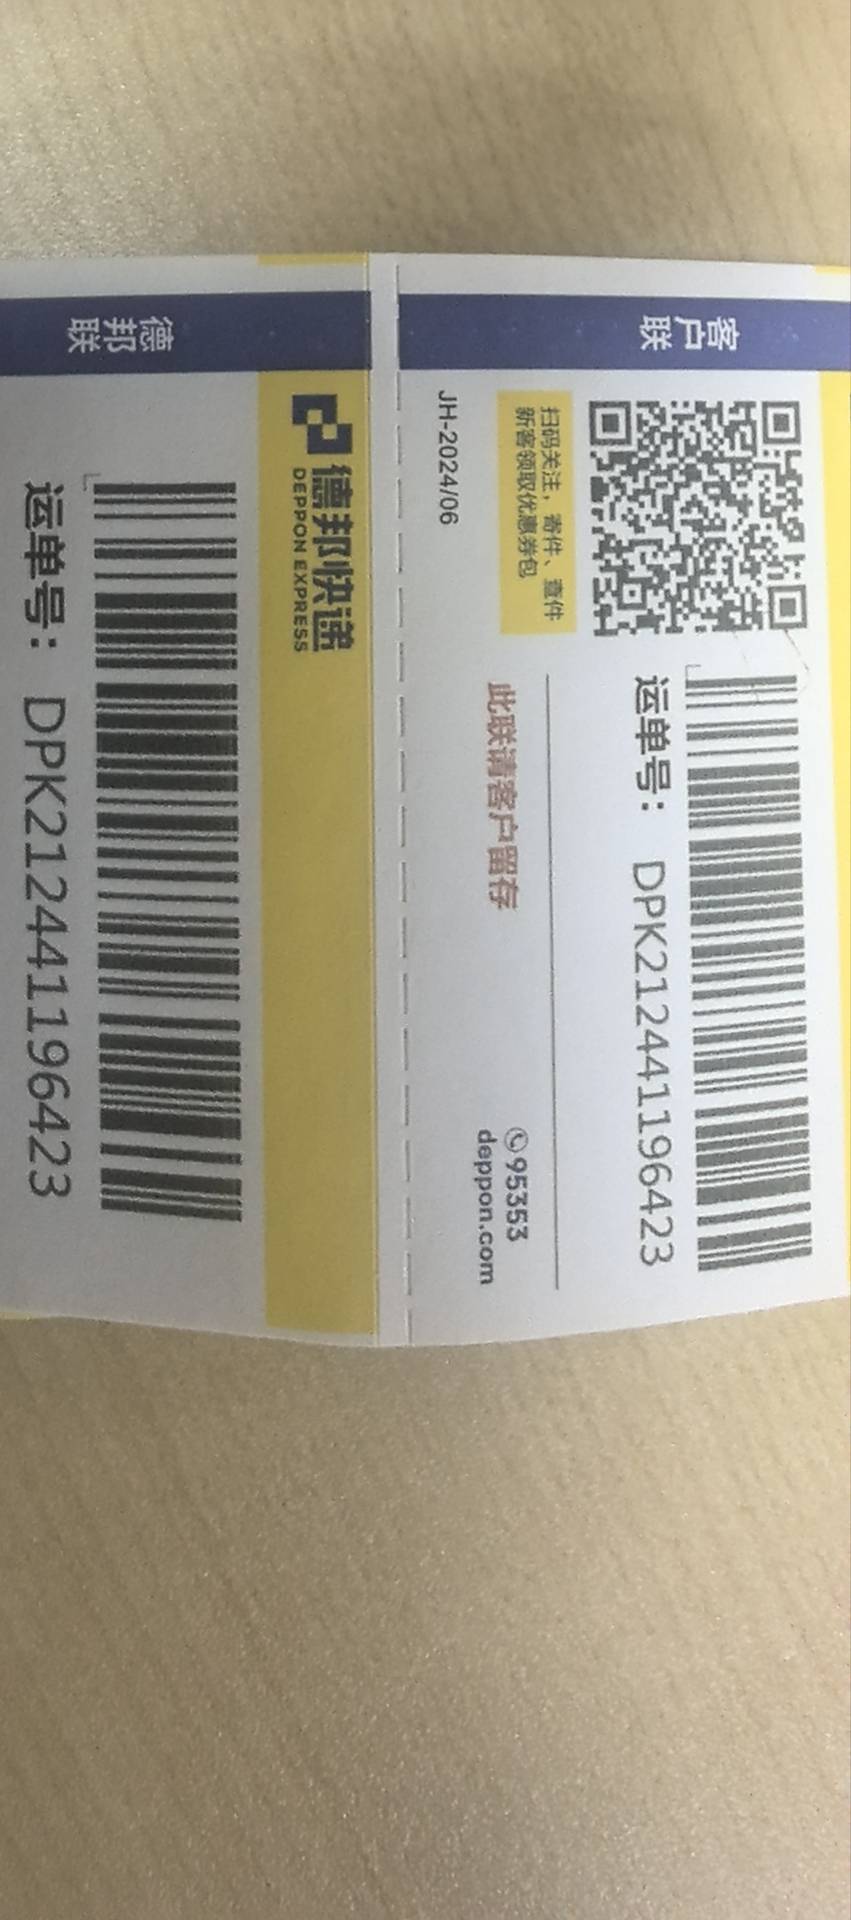 客户联
运单号： DPK212441196423
扫码关注，寄件、查件
新客领取优惠券包
此联请客户留存
95353
deppon.com
JH-2024/06
德邦快递
DEPPON EXPRESS
德邦联
运单号： DPK212441196423